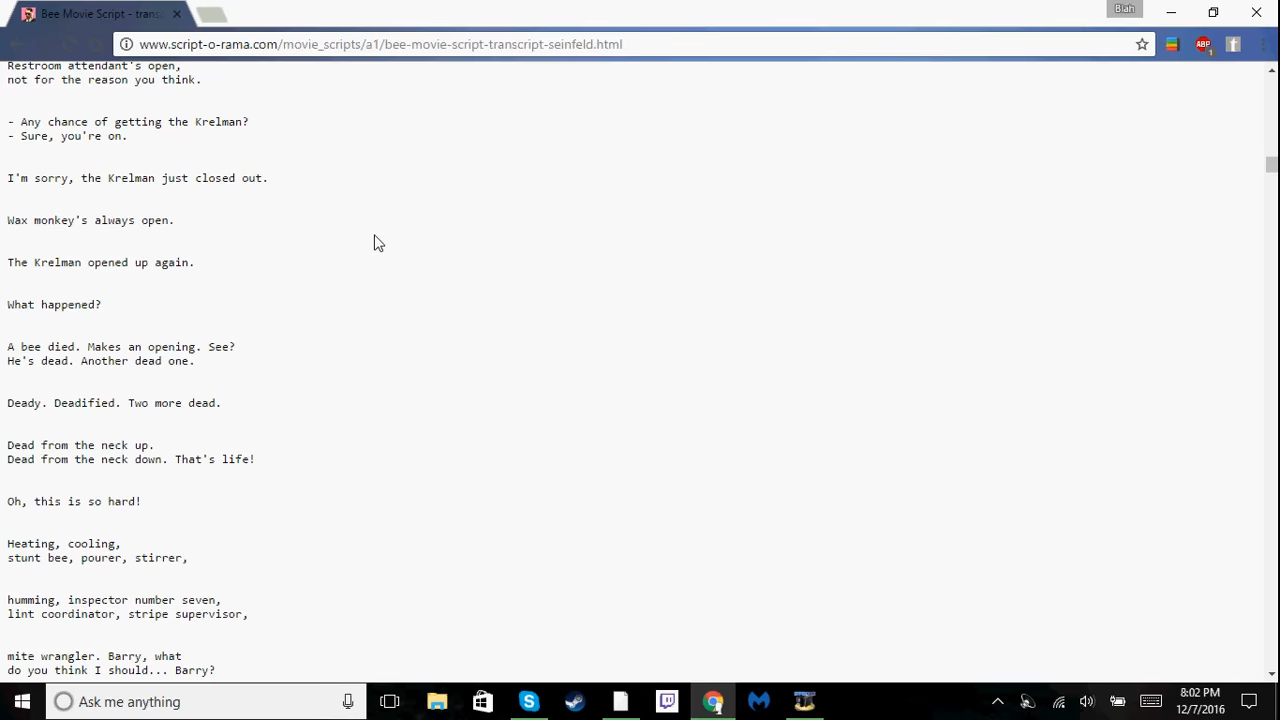 Bee Movie Script - trans
Blah
www.script-o-rama.com/movie_scripts/a1/bee-movie-script-transcript-seinfeld.html
ABP
1
Restroom attendant's open,
not for the reason you think.
- Any chance of getting the Krelman?
- Sure, you're on.
I'm sorry, the Krelman just closed out.
Wax monkey's always open.
The Krelman opened up again.
What happened?
A bee died. Makes an opening. See?
He's dead. Another dead one.
Deady. Deadified. Two more dead.
Dead from the neck up.
Dead from the neck down. That's life!
Oh, this is so hard!
Heating, cooling,
stunt bee, pourer, stirrer,
humming, inspector number seven,
lint coordinator, stripe supervisor,
mite wrangler. Barry, what
do you think I should... Barry?
Ask me anything
8:02 PM
12/7/2016